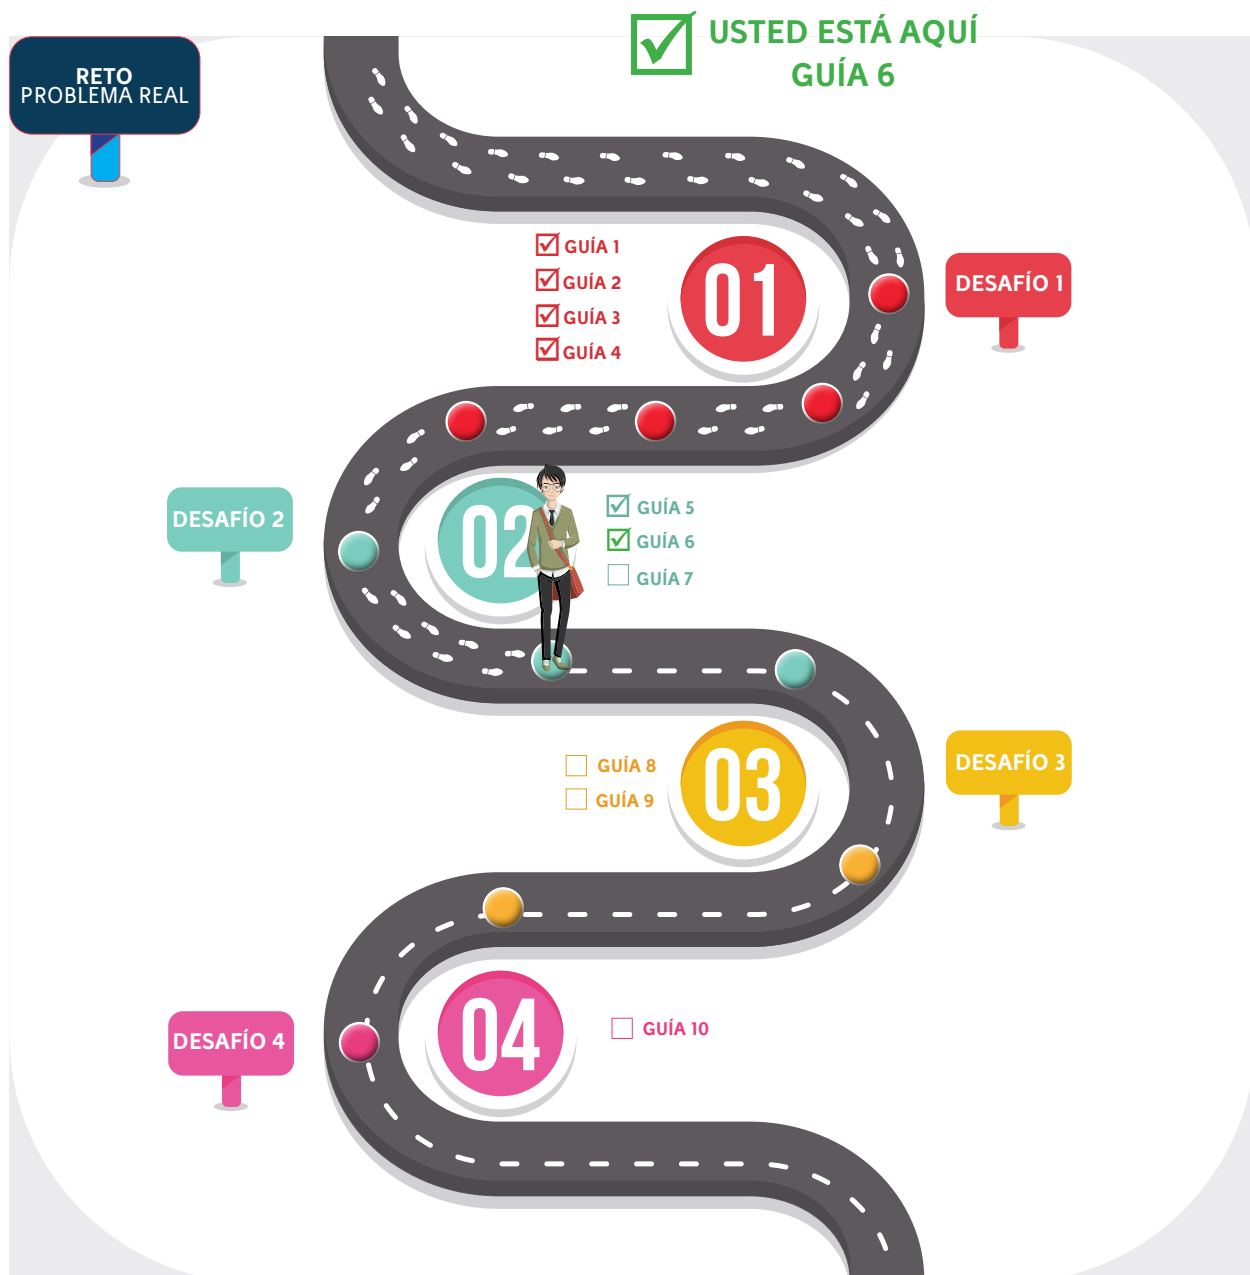 USTED ESTÁ AQUÍ
GUÍA 6
RETO
PROBLEMA REAL
GUÍA 1
GUÍA 2
GUÍA 3
GUÍA 4
01
DESAFÍO 1
DESAFÍO 2
02
GUÍA 5
GUÍA 6
GUÍA 7
GUÍA 8
GUÍA 9
03
DESAFÍO 3
DESAFÍO 4
04
GUÍA 10